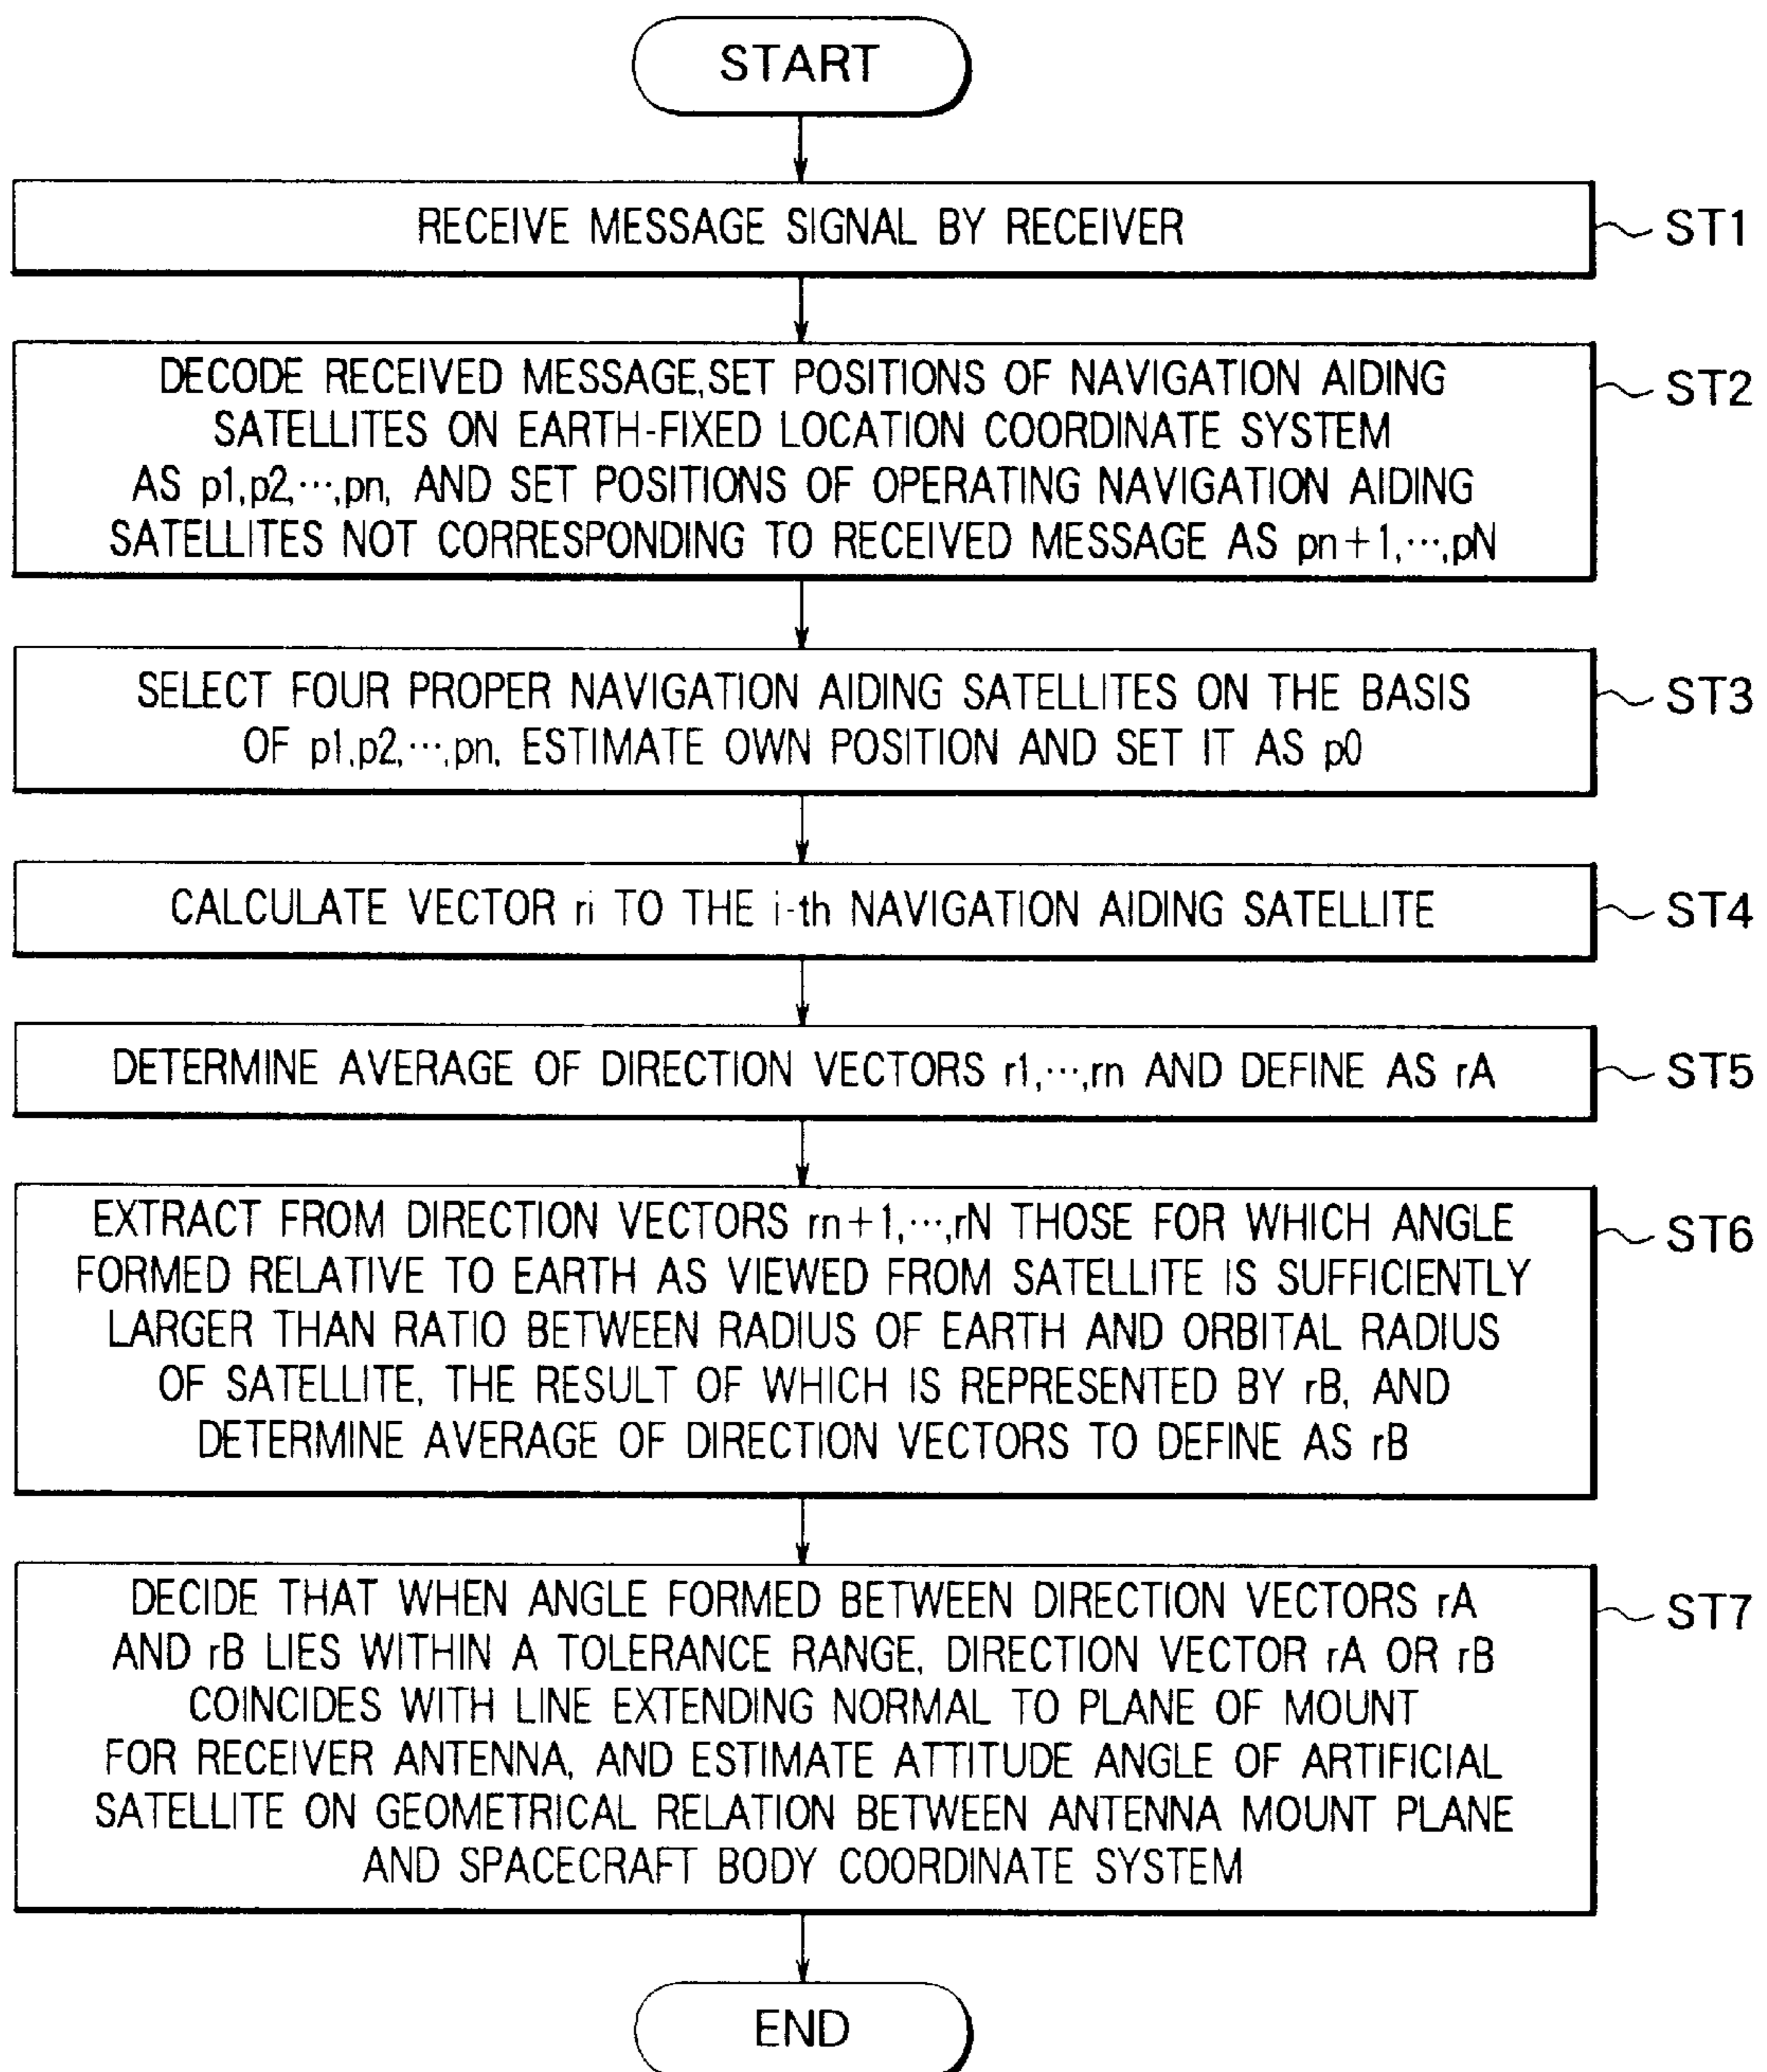 START
RECEIVE MESSAGE SIGNAL BY RECEIVER
ST1
DECODE RECEIVED MESSAGE,SET POSITIONS OF NAVIGATION AIDING
SATELLITES ON EARTH-FIXED LOCATION COORDINATE SYSTEM
AS p1,p2,···,pn, AND SET POSITIONS OF OPERATING NAVIGATION AIDING
SATELLITES NOT CORRESPONDING TO RECEIVED MESSAGE AS pn+1,···,pN
ST2
SELECT FOUR PROPER NAVIGATION AIDING SATELLITES ON THE BASIS
OF p1,p2,···,pn, ESTIMATE OWN POSITION AND SET IT AS p0
ST3
CALCULATE VECTOR ri TO THE i-th NAVIGATION AIDING SATELLITE
ST4
DETERMINE AVERAGE OF DIRECTION VECTORS r1,···,rn AND DEFINE AS rA
ST5
EXTRACT FROM DIRECTION VECTORS rn+1,···,rN THOSE FOR WHICH ANGLE
FORMED RELATIVE TO EARTH AS VIEWED FROM SATELLITE IS SUFFICIENTLY
LARGER THAN RATIO BETWEEN RADIUS OF EARTH AND ORBITAL RADIUS
OF SATELLITE, THE RESULT OF WHICH IS REPRESENTED BY rB, AND
DETERMINE AVERAGE OF DIRECTION VECTORS TO DEFINE AS rB
ST6
DECIDE THAT WHEN ANGLE FORMED BETWEEN DIRECTION VECTORS rA
AND rB LIES WITHIN A TOLERANCE RANGE, DIRECTION VECTOR rA OR rB
COINCIDES WITH LINE EXTENDING NORMAL TO PLANE OF MOUNT
FOR RECEIVER ANTENNA, AND ESTIMATE ATTITUDE ANGLE OF ARTIFICIAL
SATELLITE ON GEOMETRICAL RELATION BETWEEN ANTENNA MOUNT PLANE
AND SPACECRAFT BODY COORDINATE SYSTEM
ST7
END